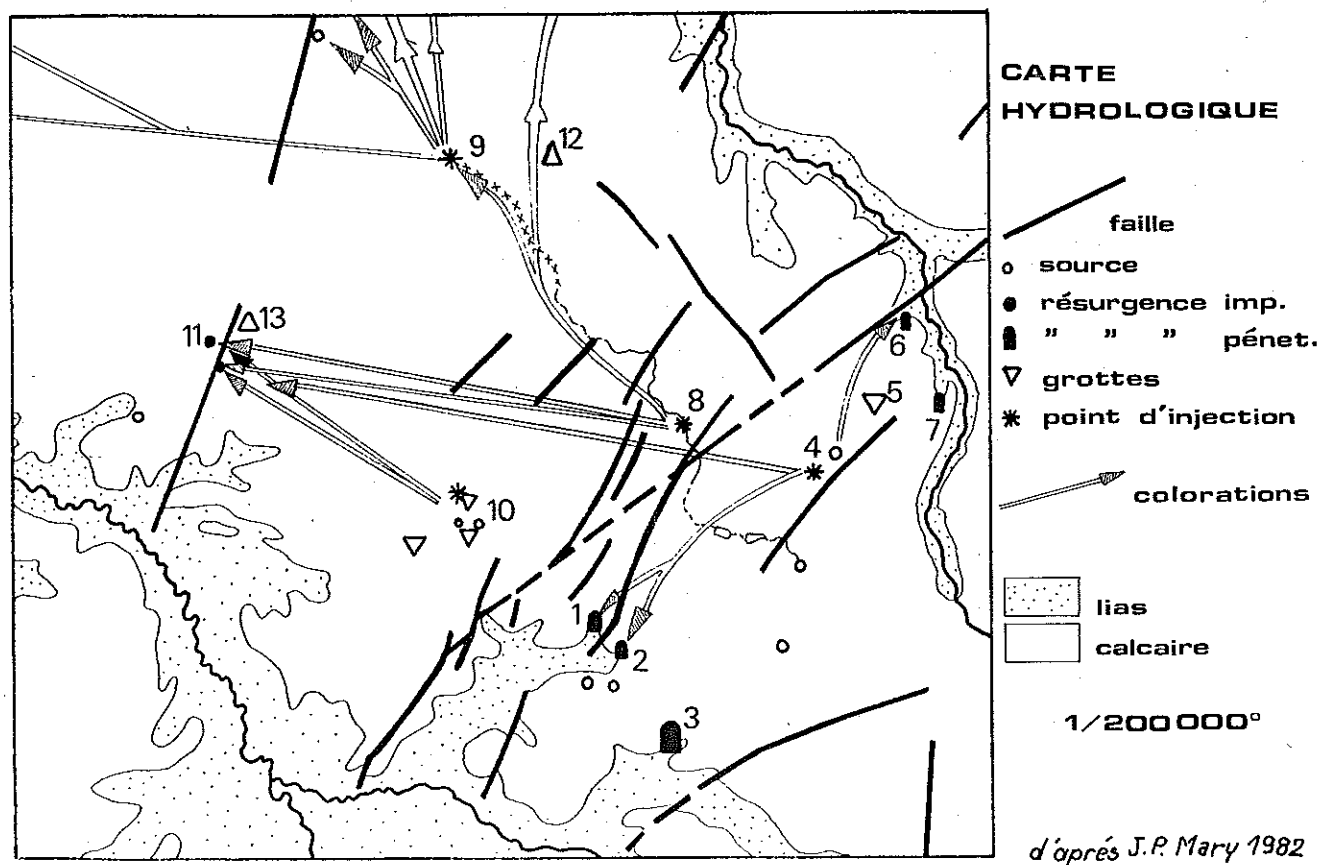 CARTE
HYDROLOGIQUE
faille
source
résurgence imp.
" " " pénet.
grottes
point d'injection
colorations
lias
calcaire
1/200000°
d'aprés J.P. Mary 1982
9
12
13
11
6
5
7
8
4
10
1
2
3